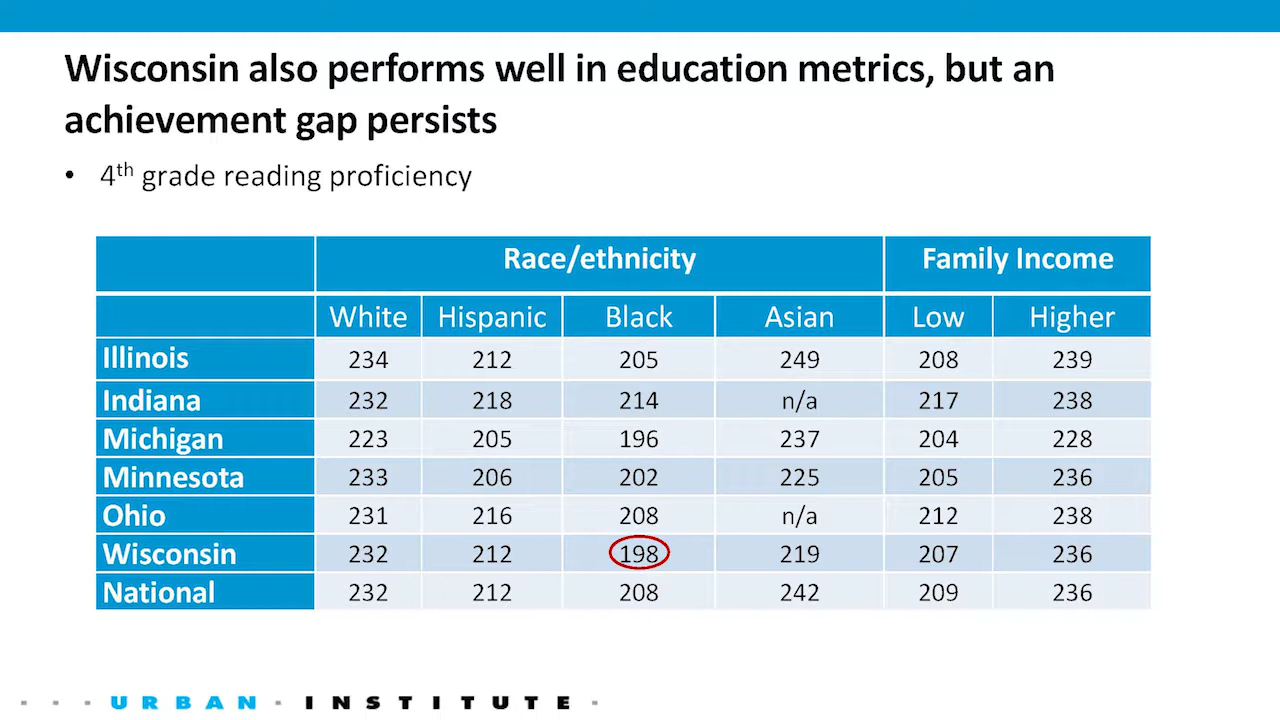 Wisconsin also performs well in education metrics, but an
achievement gap persists
• 4th grade reading proficiency
Race/ethnicity Family Income
White Hispanic Black Asian Low Higher
Illinois 234 212 205 249 208 239
Indiana 232 218 214 n/a 217 238
Michigan 223 205 196 237 204 228
Minnesota 233 206 202 225 205 236
Ohio 231 216 208 n/a 212 238
Wisconsin 232 212 198 219 207 236
National 232 212 208 242 209 236
URBAN INSTITUTE